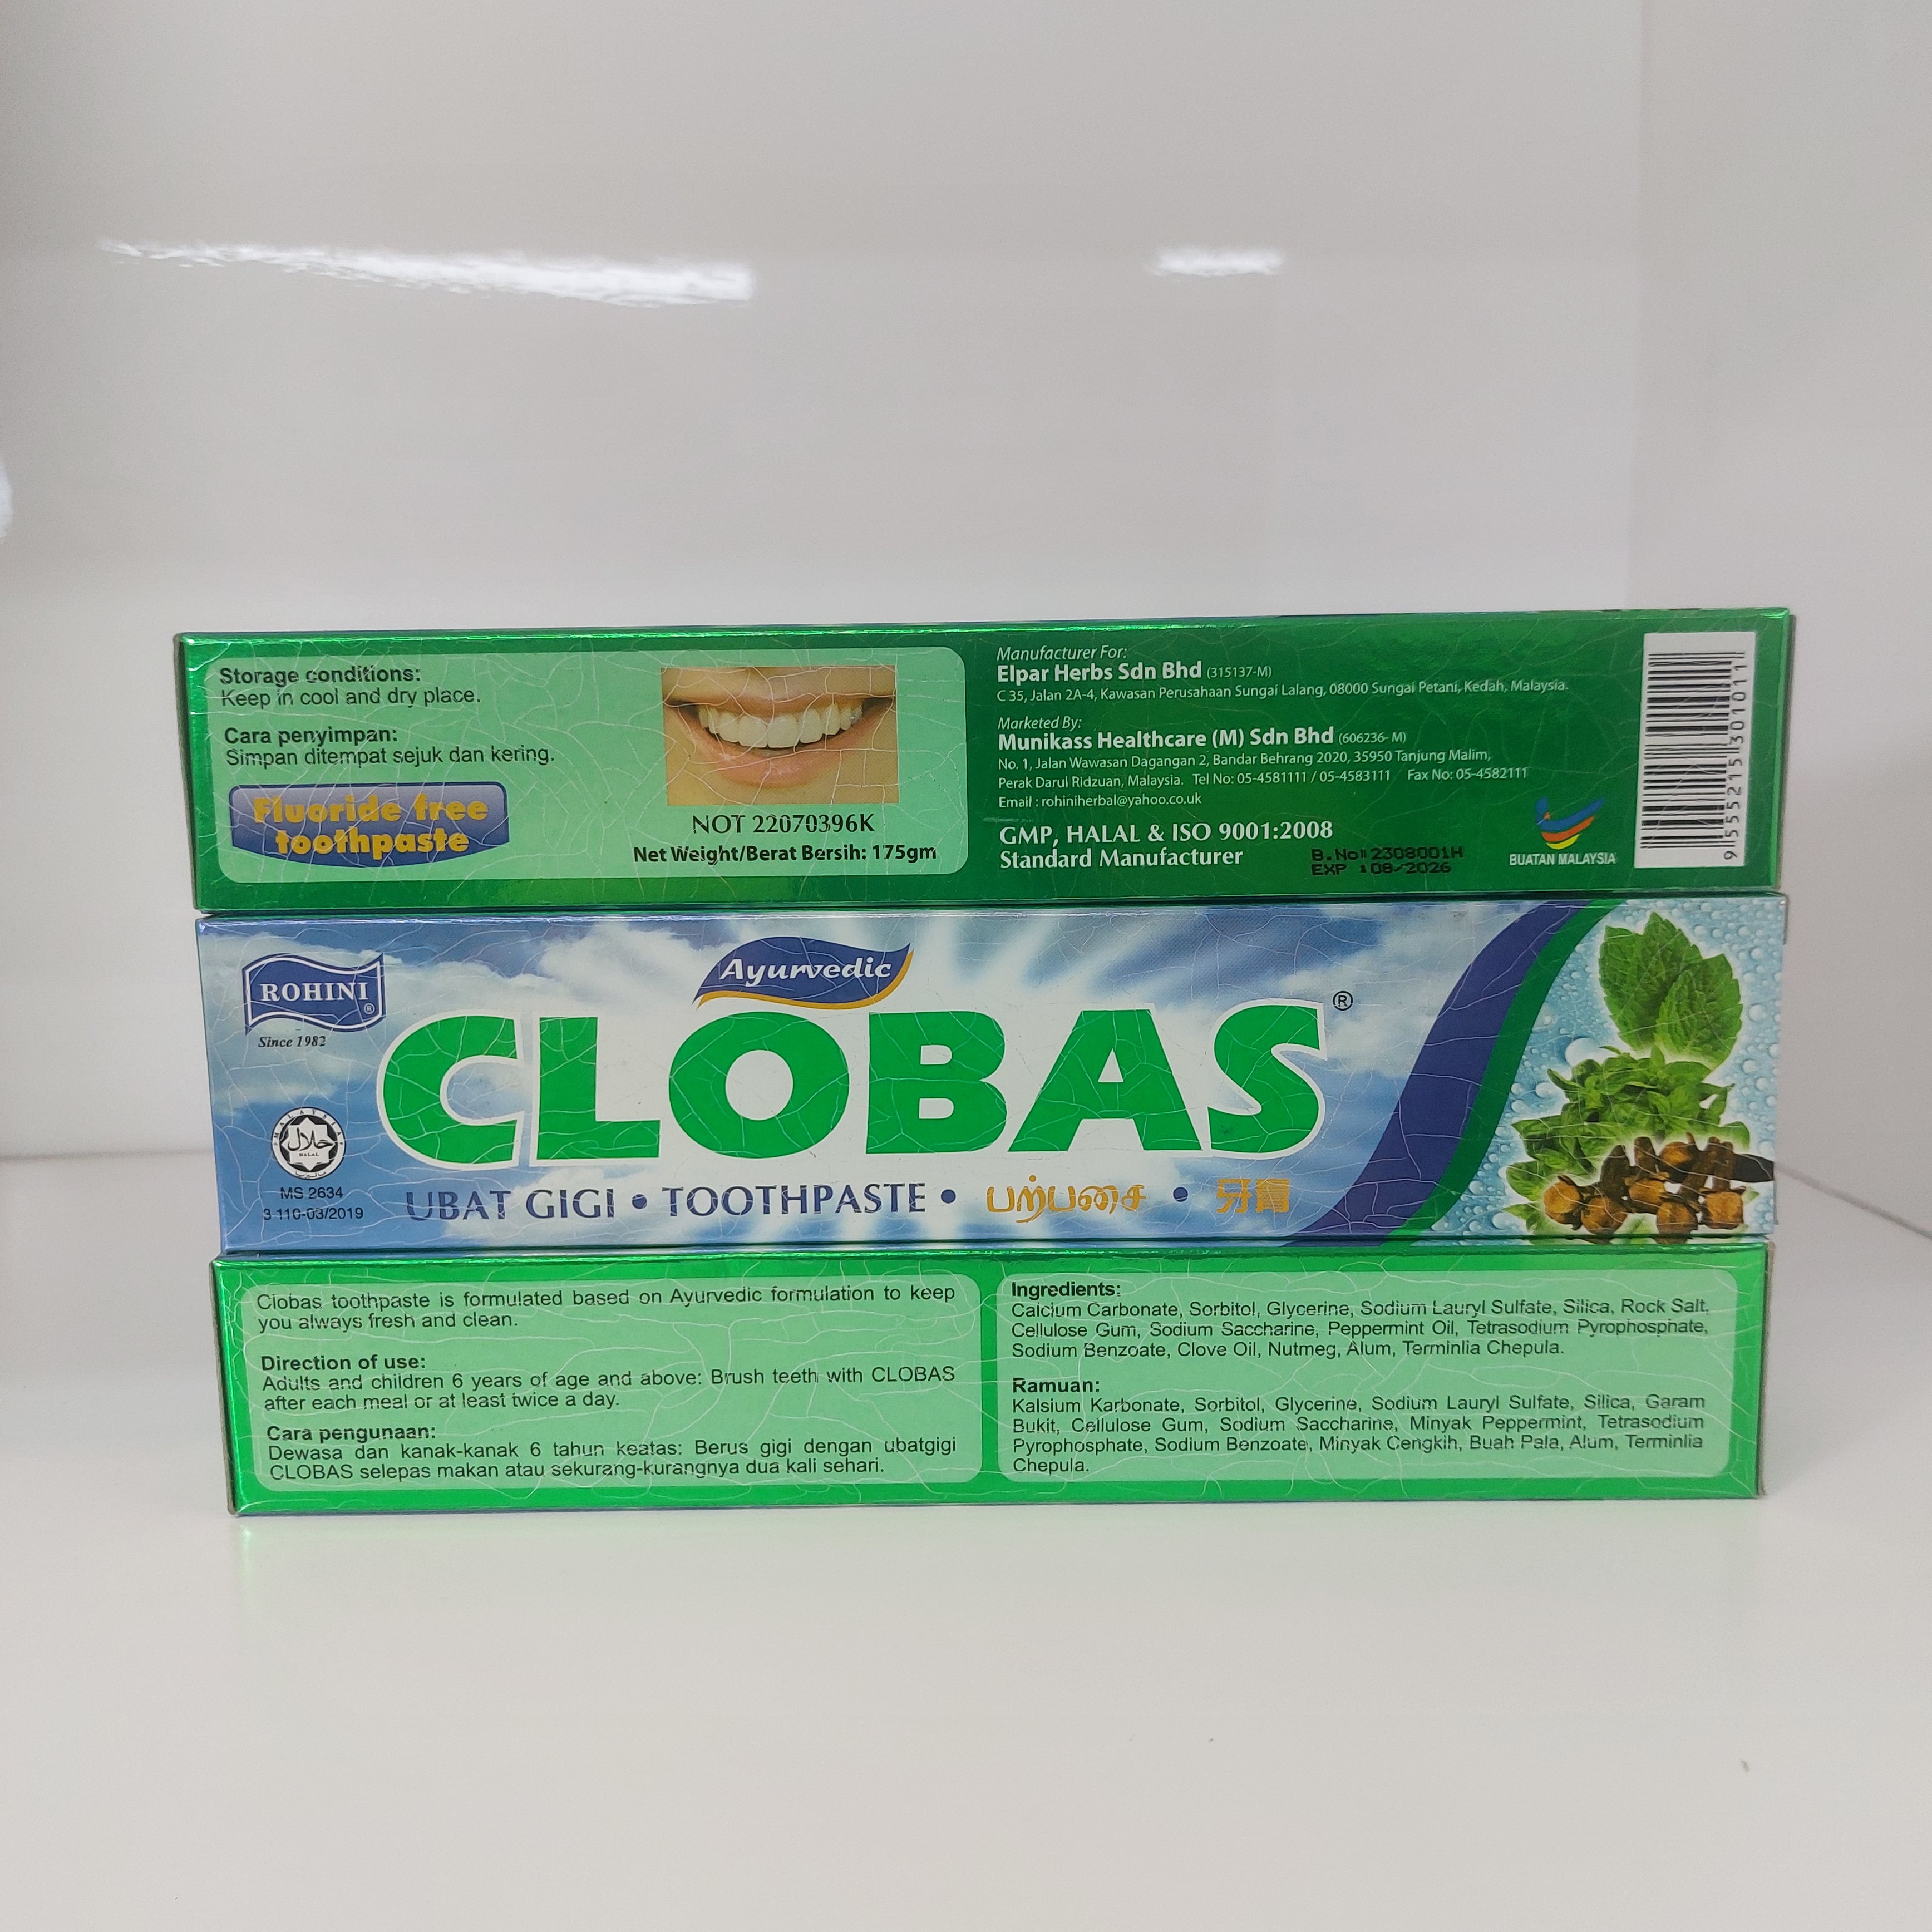 Storage conditions:
Keep in cool and dry place.
Cara penyimpan:
Simpan ditempat sejuk dan kering.
Fluoride free
toothpaste
NOT 22070396K
Net Weight/Berat Bersih: 175gm
Manufacturer For:
Elpar Herbs Sdn Bhd (315137-M)
C 35, Jalan 2A-4, Kawasan Perusahaan Sungai Lalang, 08000 Sungai Petani, Kedah, Malaysia.
Marketed By:
Munikass Healthcare (M) Sdn Bhd (606236- M)
No. 1, Jalan Wawasan Dagangan 2, Bandar Behrang 2020, 35950 Tanjung Malim,
Perak Darul Ridzuan, Malaysia. Tel No: 05-4581111 / 05-4583111 Fax No: 05-4582111
Email : rohiniherbal@yahoo.co.uk
GMP, HALAL & ISO 9001:2008
Standard Manufacturer
B.No: 2308001H
EXP : 08/2026
BUATAN MALAYSIA
9 555215 301011
ROHINI®
Since 1982
Ayurvedic
CLOBAS®
MALAYSIA
حلال
HALAL
MS 2634
3 110-03/2019
UBAT GIGI • TOOTHPASTE • பற்பசை • 牙膏
Clobas toothpaste is formulated based on Ayurvedic formulation to keep
you always fresh and clean.
Direction of use:
Adults and children 6 years of age and above: Brush teeth with CLOBAS
after each meal or at least twice a day.
Cara pengunaan:
Dewasa dan kanak-kanak 6 tahun keatas: Berus gigi dengan ubatgigi
CLOBAS selepas makan atau sekurang-kurangnya dua kali sehari.
Ingredients:
Calcium Carbonate, Sorbitol, Glycerine, Sodium Lauryl Sulfate, Silica, Rock Salt,
Cellulose Gum, Sodium Saccharine, Peppermint Oil, Tetrasodium Pyrophosphate,
Sodium Benzoate, Clove Oil, Nutmeg, Alum, Terminlia Chepula.
Ramuan:
Kalsium Karbonate, Sorbitol, Glycerine, Sodium Lauryl Sulfate, Silica, Garam
Bukit, Cellulose Gum, Sodium Saccharine, Minyak Peppermint, Tetrasodium
Pyrophosphate, Sodium Benzoate, Minyak Cengkih, Buah Pala, Alum, Terminlia
Chepula.